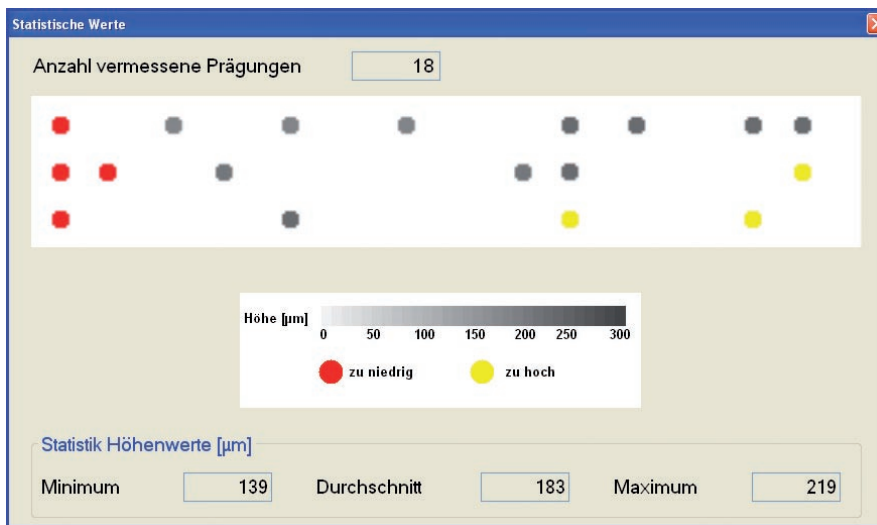 Statistische Werte
Anzahl vermessene Prägungen 18
Höhe [µm]
0 50 100 150 200 250 300
zu niedrig zu hoch
Statistik Höhenwerte [µm]
Minimum 139 Durchschnitt 183 Maximum 219